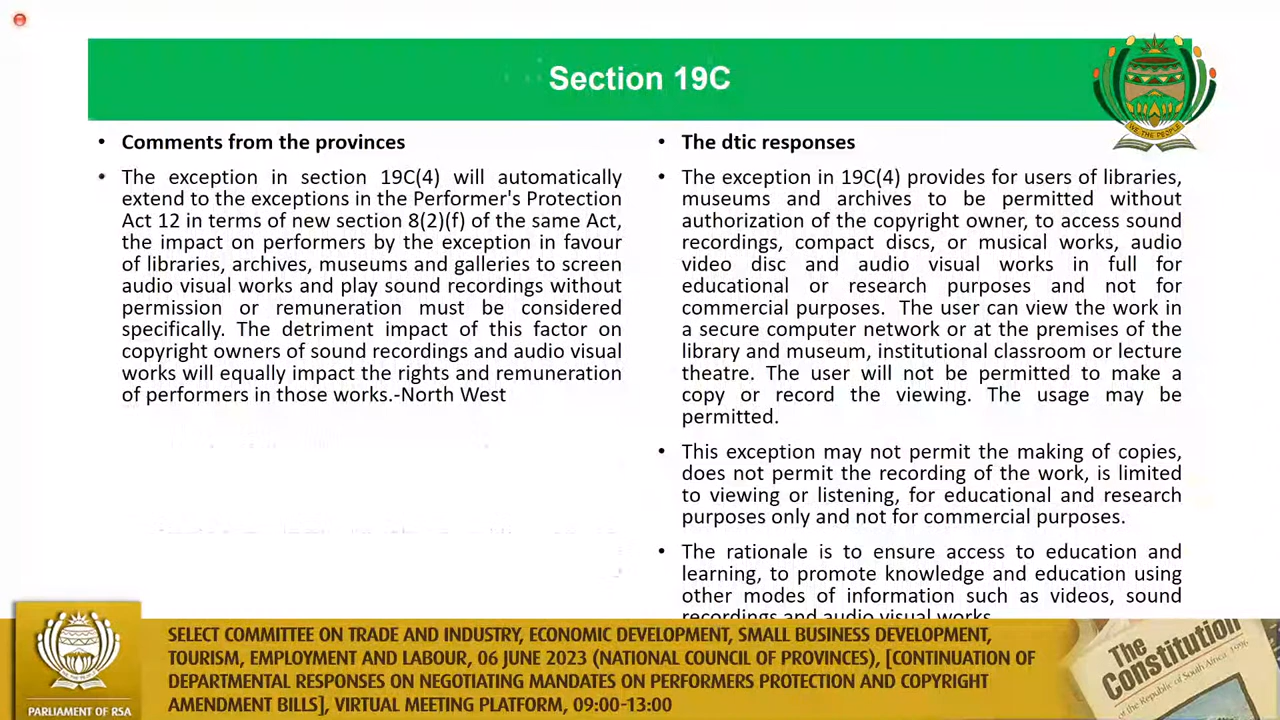 Section 19C
WE, THE PEOPLE
• Comments from the provinces
• The exception in section 19C(4) will automatically
extend to the exceptions in the Performer's Protection
Act 12 in terms of new section 8(2)(f) of the same Act,
the impact on performers by the exception in favour
of libraries, archives, museums and galleries to screen
audio visual works and play sound recordings without
permission or remuneration must be considered
specifically. The detriment impact of this factor on
copyright owners of sound recordings and audio visual
works will equally impact the rights and remuneration
of performers in those works.-North West
• The dtic responses
• The exception in 19C(4) provides for users of libraries,
museums and archives to be permitted without
authorization of the copyright owner, to access sound
recordings, compact discs, or musical works, audio
video disc and audio visual works in full for
educational or research purposes and not for
commercial purposes. The user can view the work in
a secure computer network or at the premises of the
library and museum, institutional classroom or lecture
theatre. The user will not be permitted to make a
copy or record the viewing. The usage may be
permitted.
• This exception may not permit the making of copies,
does not permit the recording of the work, is limited
to viewing or listening, for educational and research
purposes only and not for commercial purposes.
• The rationale is to ensure access to education and
learning, to promote knowledge and education using
other modes of information such as videos, sound
recordings and audio visual works
PARLIAMENT OF RSA
SELECT COMMITTEE ON TRADE AND INDUSTRY, ECONOMIC DEVELOPMENT, SMALL BUSINESS DEVELOPMENT,
TOURISM, EMPLOYMENT AND LABOUR, 06 JUNE 2023 (NATIONAL COUNCIL OF PROVINCES), [CONTINUATION OF
DEPARTMENTAL RESPONSES ON NEGOTIATING MANDATES ON PERFORMERS PROTECTION AND COPYRIGHT
AMENDMENT BILLS], VIRTUAL MEETING PLATFORM, 09:00-13:00
The
Constitution
of the Republic of South Africa, 1996